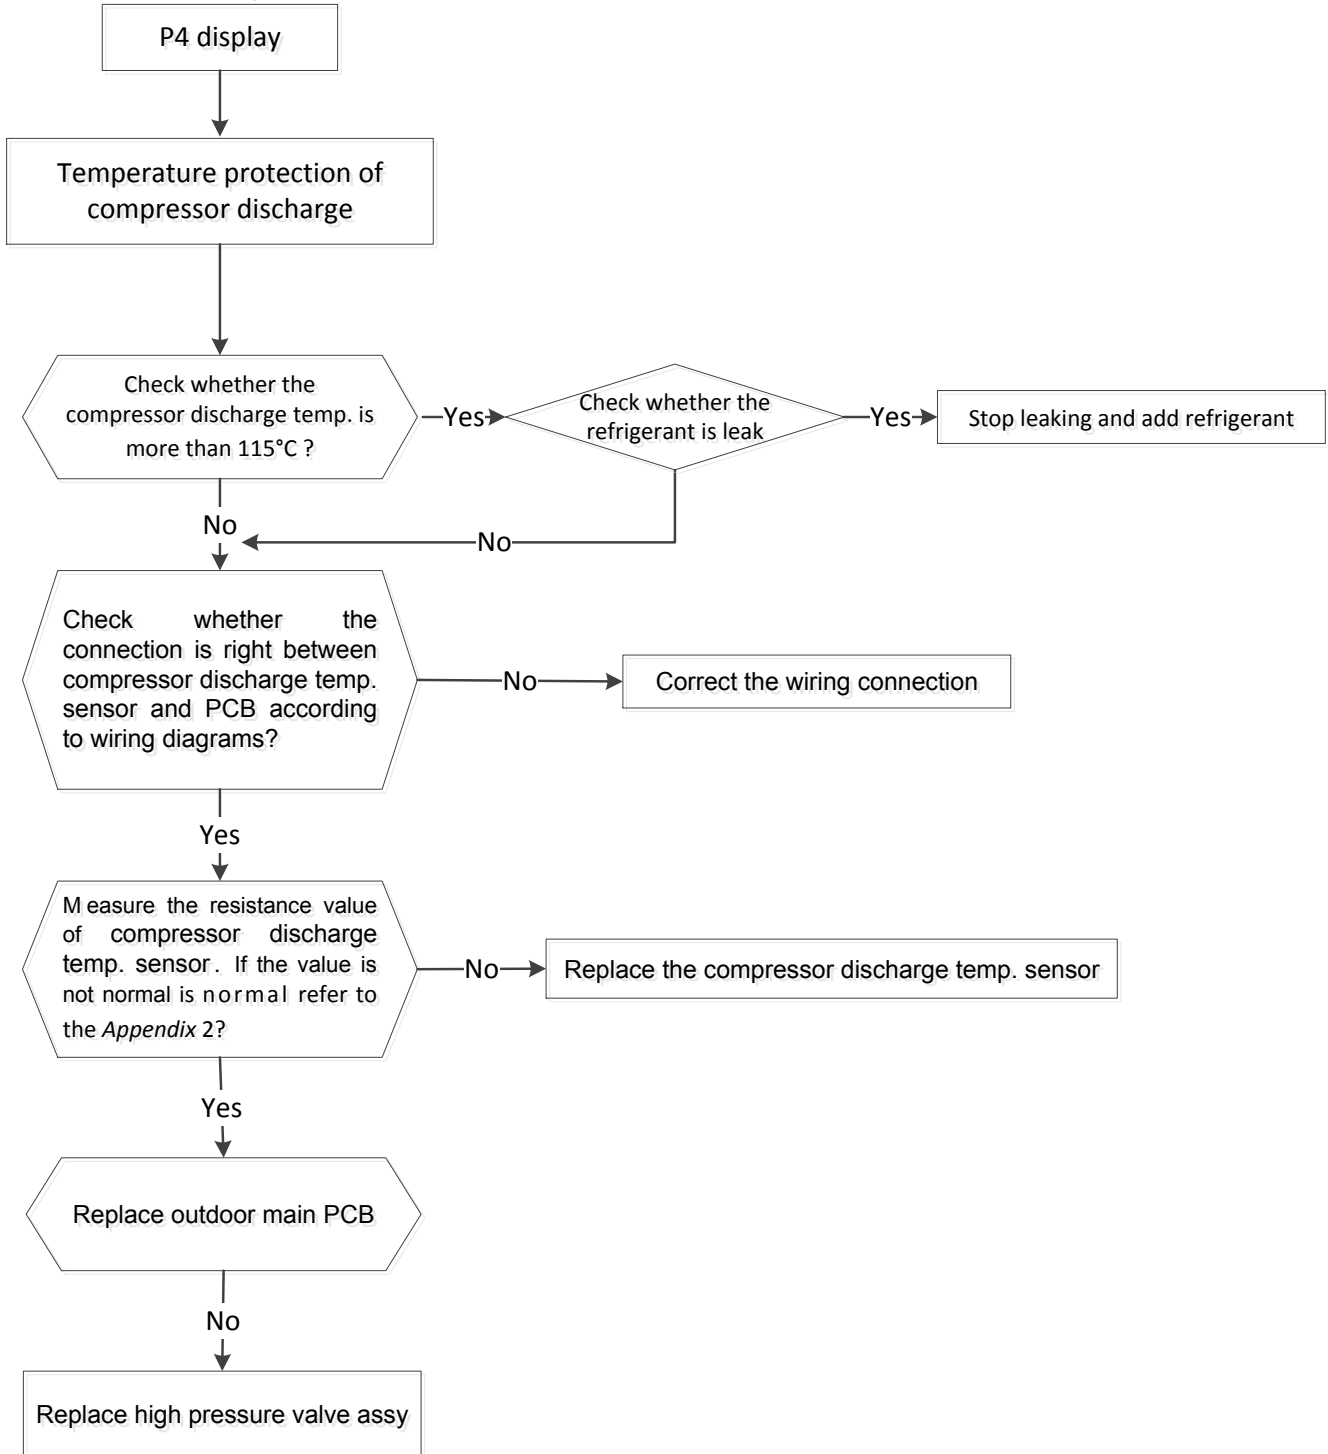 P4 display
Temperature protection of
compressor discharge
Check whether the
compressor discharge temp. is
more than 115°C ?
Yes
Check whether the
refrigerant is leak
Yes
Stop leaking and add refrigerant
No
No
Check whether the
connection is right between
compressor discharge temp.
sensor and PCB according
to wiring diagrams?
No
Correct the wiring connection
Yes
M easure the resistance value
of compressor discharge
temp. sensor. If the value is
not normal is normal refer to
the Appendix 2?
No
Replace the compressor discharge temp. sensor
Yes
Replace outdoor main PCB
No
Replace high pressure valve assy